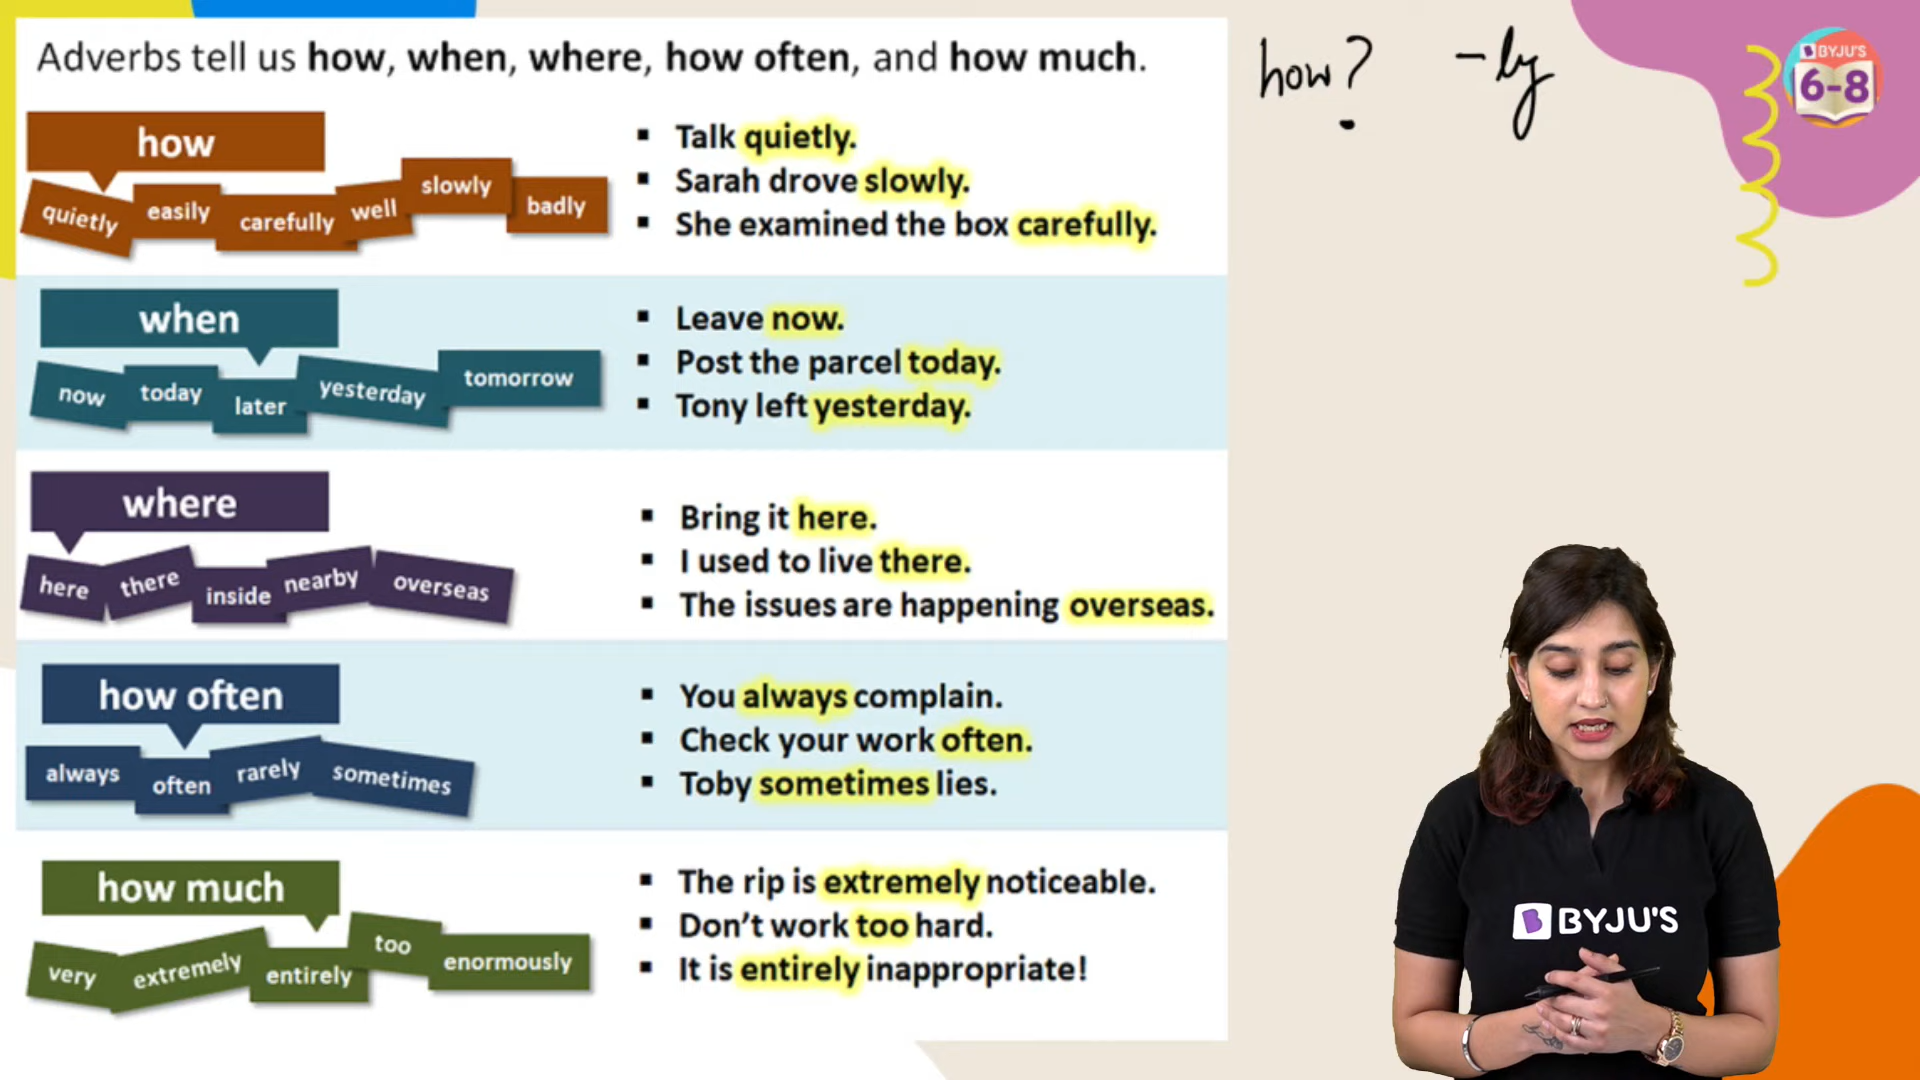 Adverbs tell us how, when, where, how often, and how much.
how? -ly
BYJU'S
6-8
how
quietly easily carefully well slowly badly
▪ Talk quietly.
▪ Sarah drove slowly.
▪ She examined the box carefully.
when
now today later yesterday tomorrow
▪ Leave now.
▪ Post the parcel today.
▪ Tony left yesterday.
where
here there inside nearby overseas
▪ Bring it here.
▪ I used to live there.
▪ The issues are happening overseas.
how often
always often rarely sometimes
▪ You always complain.
▪ Check your work often.
▪ Toby sometimes lies.
how much
very extremely entirely too enormously
▪ The rip is extremely noticeable.
▪ Don't work too hard.
▪ It is entirely inappropriate!
BYJU'S